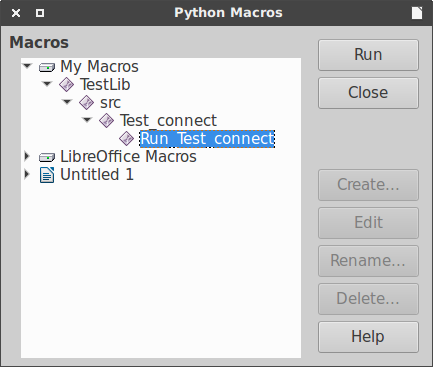 Python Macros
Macros
My Macros
TestLib
src
Test_connect
Run_Test_connect
LibreOffice Macros
Untitled 1
Run
Close
Create...
Edit
Rename...
Delete...
Help